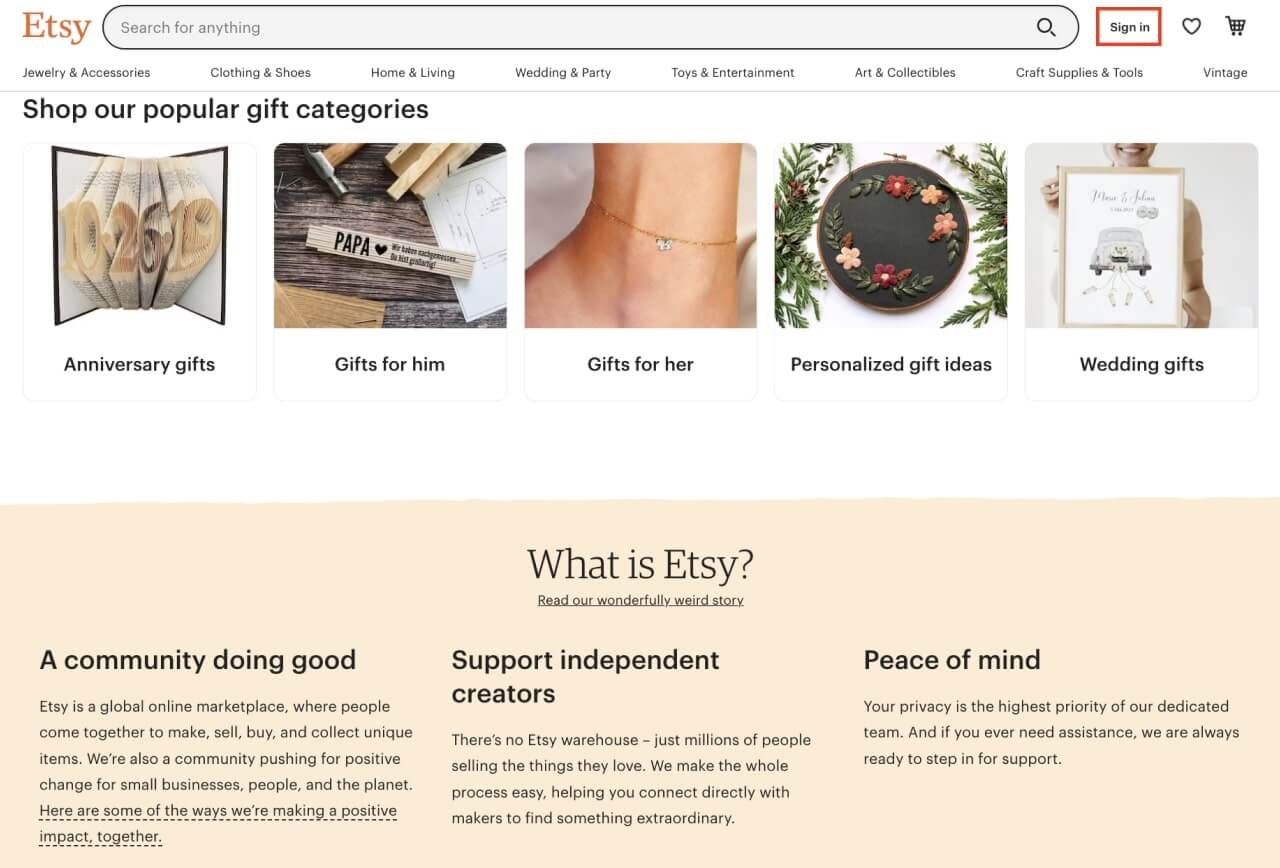 Etsy
Search for anything
Sign in
Jewelry & Accessories
Clothing & Shoes
Home & Living
Wedding & Party
Toys & Entertainment
Art & Collectibles
Craft Supplies & Tools
Vintage
Shop our popular gift categories
PAPA
Wir haben nachgemessen...
Du bist großartig!
Anniversary gifts
Gifts for him
Gifts for her
Personalized gift ideas
Wedding gifts
What is Etsy?
Read our wonderfully weird story
A community doing good
Etsy is a global online marketplace, where people
come together to make, sell, buy, and collect unique
items. We’re also a community pushing for positive
change for small businesses, people, and the planet.
Here are some of the ways we’re making a positive
impact, together.
Support independent
creators
There’s no Etsy warehouse – just millions of people
selling the things they love. We make the whole
process easy, helping you connect directly with
makers to find something extraordinary.
Peace of mind
Your privacy is the highest priority of our dedicated
team. And if you ever need assistance, we are always
ready to step in for support.